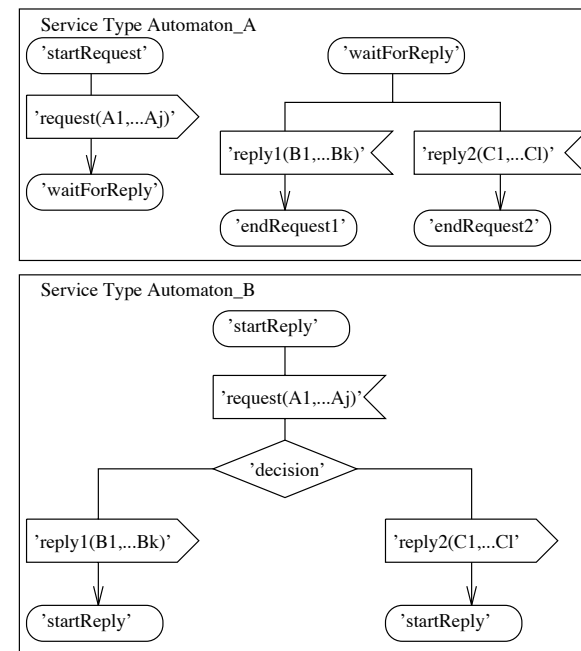 Service Type Automaton_A
'startRequest'
'request(A1,...Aj)'
'waitForReply'
'waitForReply'
'reply1(B1,...Bk)'
'reply2(C1,...Cl)'
'endRequest1'
'endRequest2'
Service Type Automaton_B
'startReply'
'request(A1,...Aj)'
'decision'
'reply1(B1,...Bk)'
'reply2(C1,...Cl'
'startReply'
'startReply'